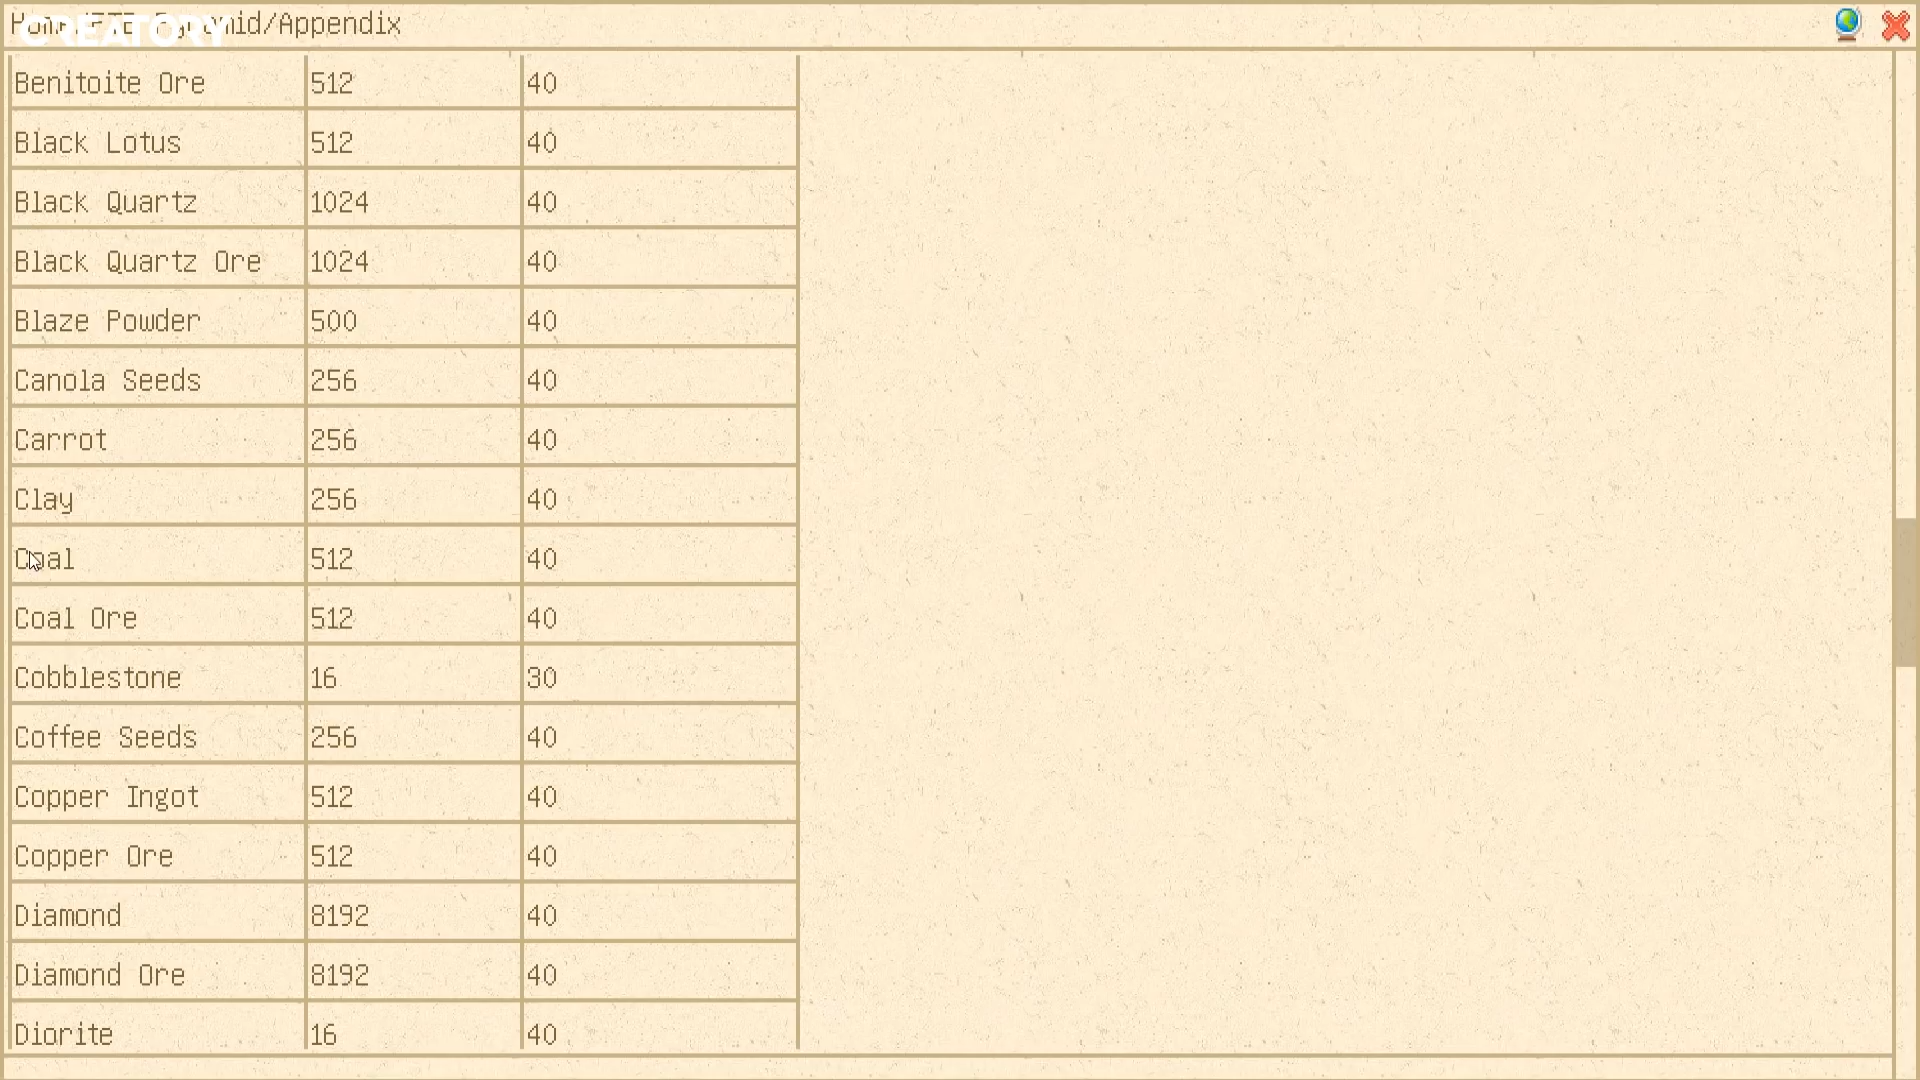 /Appendix
CREATORY
Benitoite Ore 512 40
Black Lotus 512 40
Black Quartz 1024 40
Black Quartz Ore 1024 40
Blaze Powder 500 40
Canola Seeds 256 40
Carrot 256 40
Clay 256 40
Coal 512 40
Coal Ore 512 40
Cobblestone 16 30
Coffee Seeds 256 40
Copper Ingot 512 40
Copper Ore 512 40
Diamond 8192 40
Diamond Ore 8192 40
Diorite 16 40